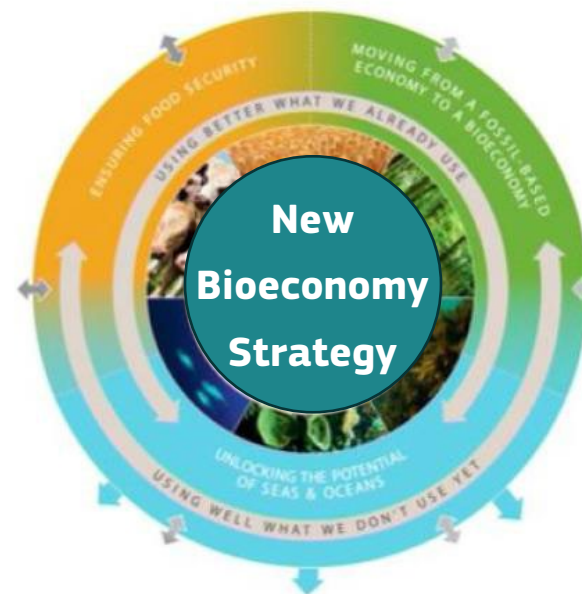 ENSURING FOOD SECURITY
MOVING FROM A FOSSIL-BASED
ECONOMY TO A BIOECONOMY
USING BETTER WHAT WE ALREADY USE
New
Bioeconomy
Strategy
UNLOCKING THE POTENTIAL
OF SEAS & OCEANS
USING WELL WHAT WE DON'T USE YET